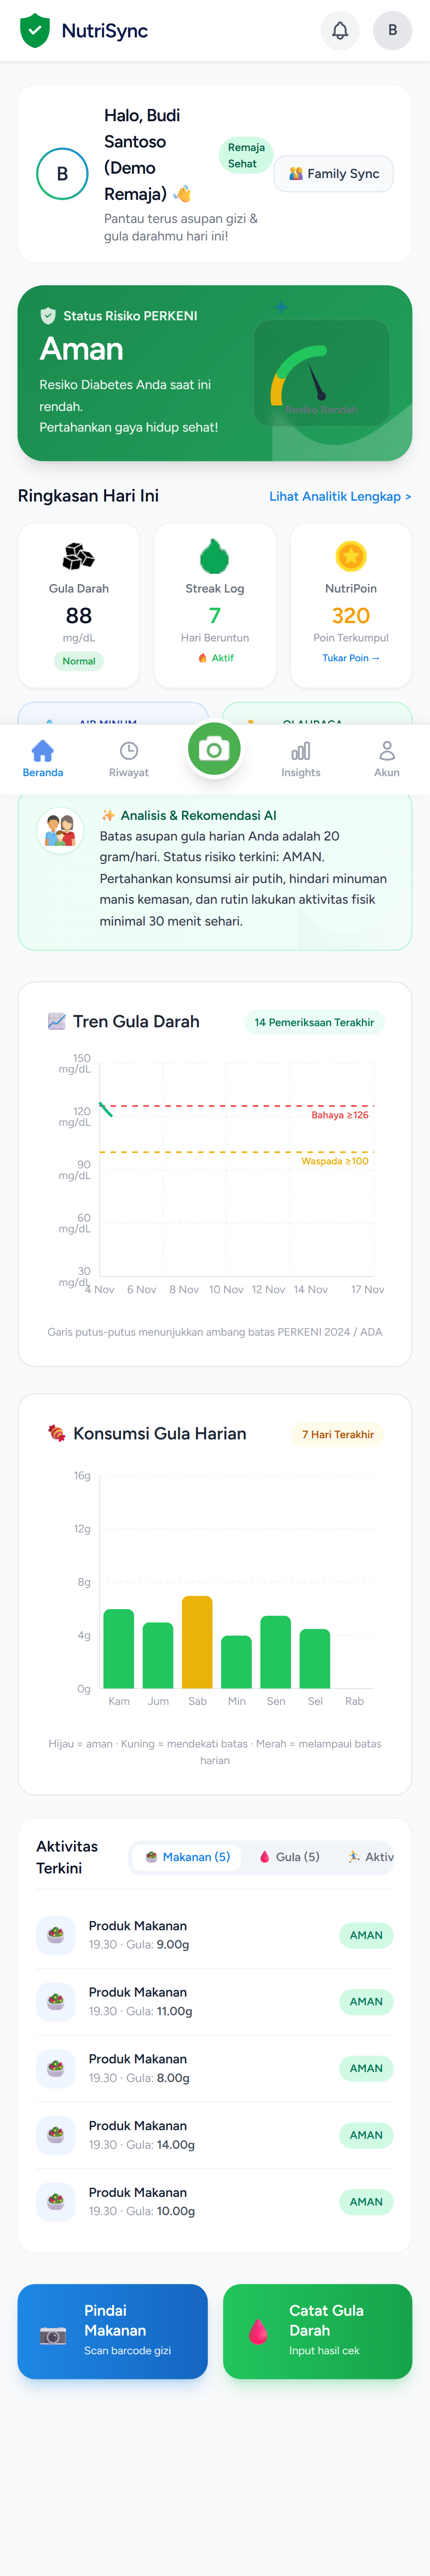 NutriSync
B
B
Halo, Budi
Santoso
(Demo
Remaja) 👋
Remaja
Sehat
Family Sync
Pantau terus asupan gizi &
gula darahmu hari ini!
Status Risiko PERKENI
Aman
Resiko Diabetes Anda saat ini
rendah.
Pertahankan gaya hidup sehat!
Resiko Rendah
Ringkasan Hari Ini
Lihat Analitik Lengkap >
Gula Darah
88
mg/dL
Normal
Streak Log
7
Hari Beruntun
🔥 Aktif
NutriPoin
320
Poin Terkumpul
Tukar Poin →
AIR MINUM
OLAHRAGA
Beranda
Riwayat
Insights
Akun
✨ Analisis & Rekomendasi AI
Batas asupan gula harian Anda adalah 20
gram/hari. Status risiko terkini: AMAN.
Pertahankan konsumsi air putih, hindari minuman
manis kemasan, dan rutin lakukan aktivitas fisik
minimal 30 menit sehari.
📈 Tren Gula Darah
14 Pemeriksaan Terakhir
150
mg/dL
120
mg/dL
90
mg/dL
60
mg/dL
30
mg/dL
Bahaya ≥126
Waspada ≥100
4 Nov 6 Nov 8 Nov 10 Nov 12 Nov 14 Nov 17 Nov
Garis putus-putus menunjukkan ambang batas PERKENI 2024 / ADA
🍬 Konsumsi Gula Harian
7 Hari Terakhir
16g
12g
8g
4g
0g
Kam Jum Sab Min Sen Sel Rab
Hijau = aman · Kuning = mendekati batas · Merah = melampaui batas
harian
Aktivitas
Terkini
🥗 Makanan (5)
🩸 Gula (5)
🏃 Aktiv
Produk Makanan
19.30 · Gula: 9.00g
AMAN
Produk Makanan
19.30 · Gula: 11.00g
AMAN
Produk Makanan
19.30 · Gula: 8.00g
AMAN
Produk Makanan
19.30 · Gula: 14.00g
AMAN
Produk Makanan
19.30 · Gula: 10.00g
AMAN
Pindai
Makanan
Scan barcode gizi
Catat Gula
Darah
Input hasil cek